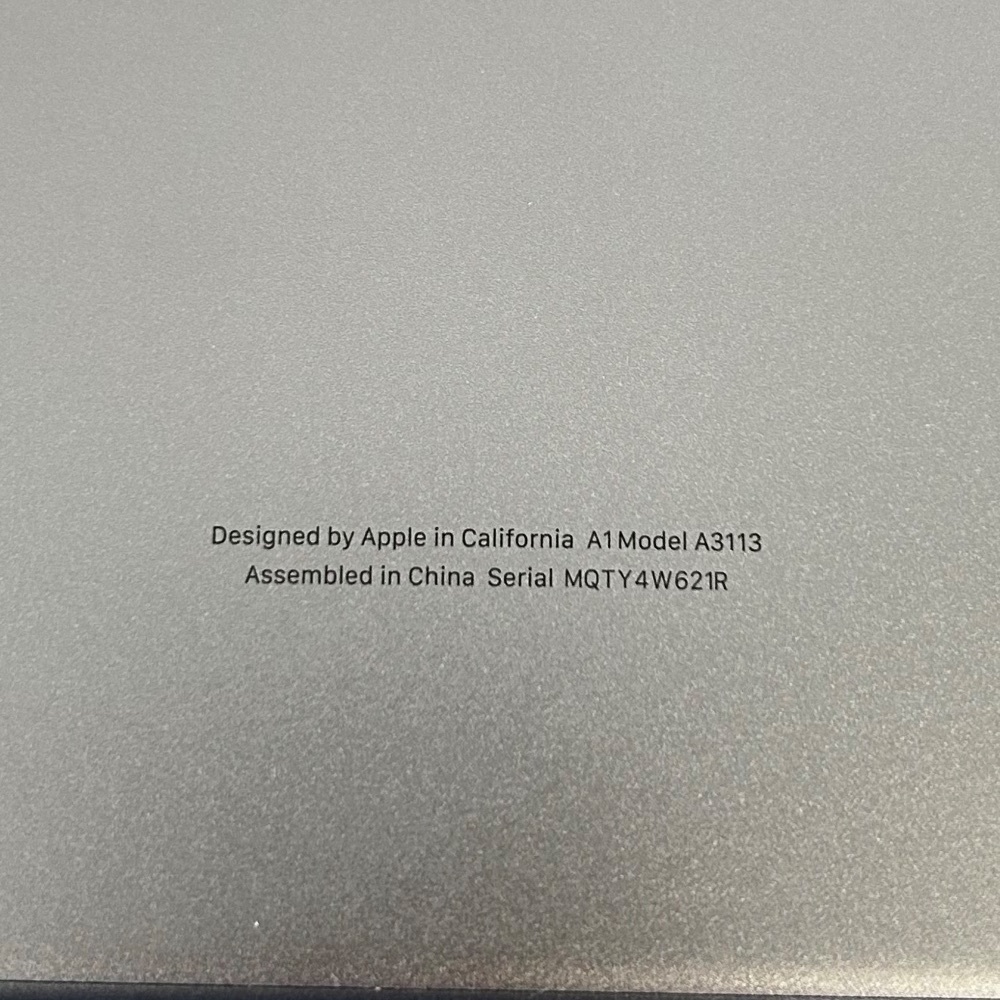 Designed by Apple in California A1 Model A3113
Assembled in China Serial MQTY4W621R